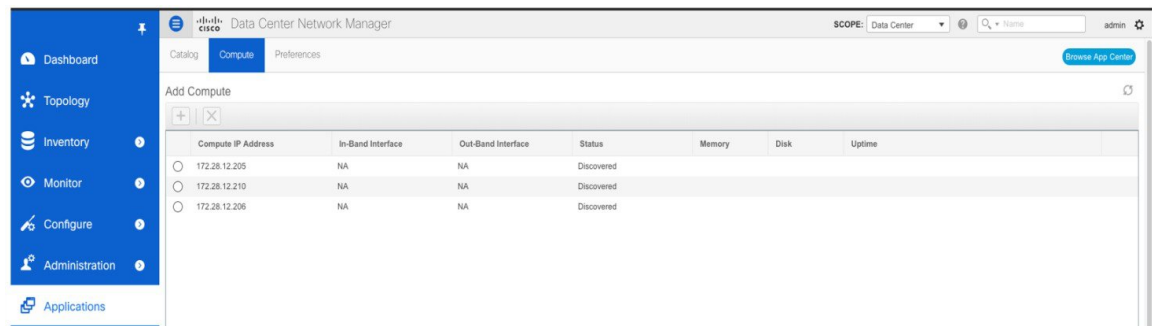 cisco Data Center Network Manager
SCOPE: Data Center Name admin
Dashboard
Topology
Inventory
Monitor
Configure
Administration
Applications
Catalog Compute Preferences
Browse App Center
Add Compute
Compute IP Address In-Band Interface Out-Band Interface Status Memory Disk Uptime
172.28.12.205 NA NA Discovered
172.28.12.210 NA NA Discovered
172.28.12.206 NA NA Discovered